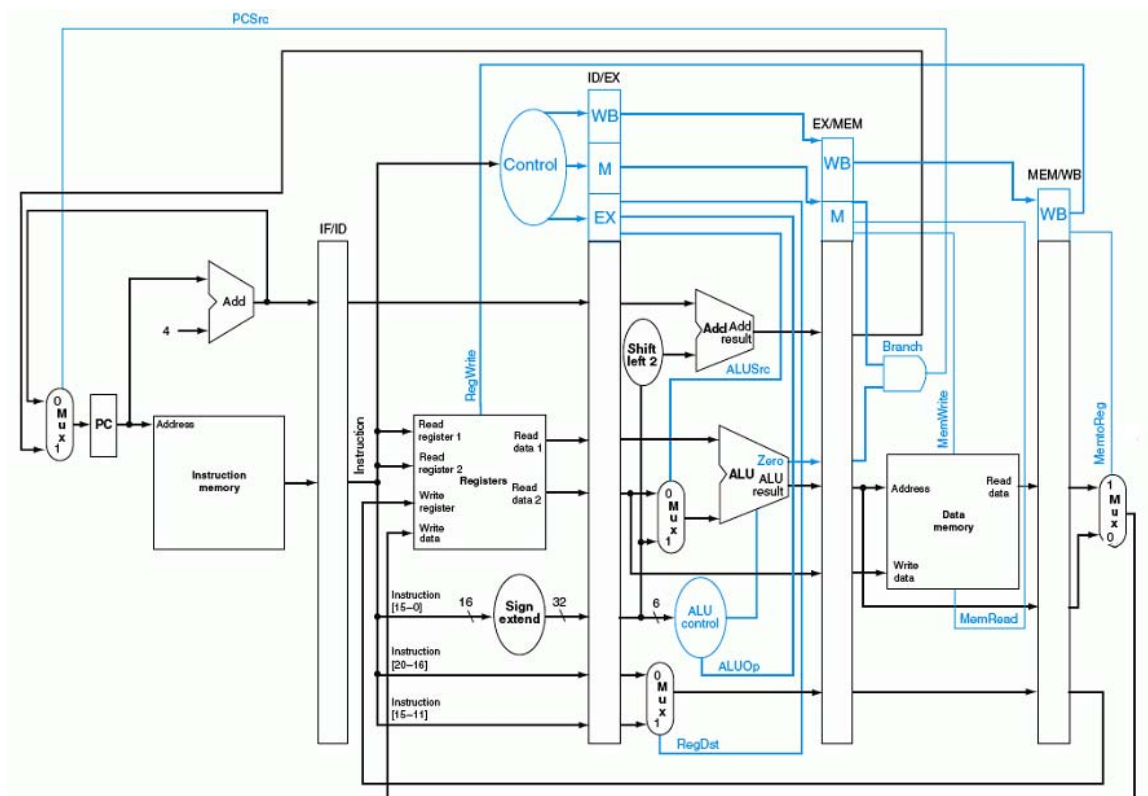 PCSrc
ID/EX
WB
EX/MEM
Control
M
WB
MEM/WB
EX
M
WB
IF/ID
Add
4
Shift
left 2
Add
Add
result
Branch
ALUSrc
RegWrite
MemWrite
MemtoReg
0
M
u
x
1
PC
Address
Instruction
memory
Instruction
Read
register 1
Read
register 2
Write
register
Write
data
Registers
Read
data 1
Read
data 2
0
M
u
x
1
Zero
ALU
ALU
result
Address
Read
data
Data
memory
Write
data
MemRead
1
M
u
x
0
Instruction
[15–0]
16
Sign
extend
32
6
ALU
control
ALUOp
Instruction
[20–16]
Instruction
[15–11]
0
M
u
x
1
RegDst